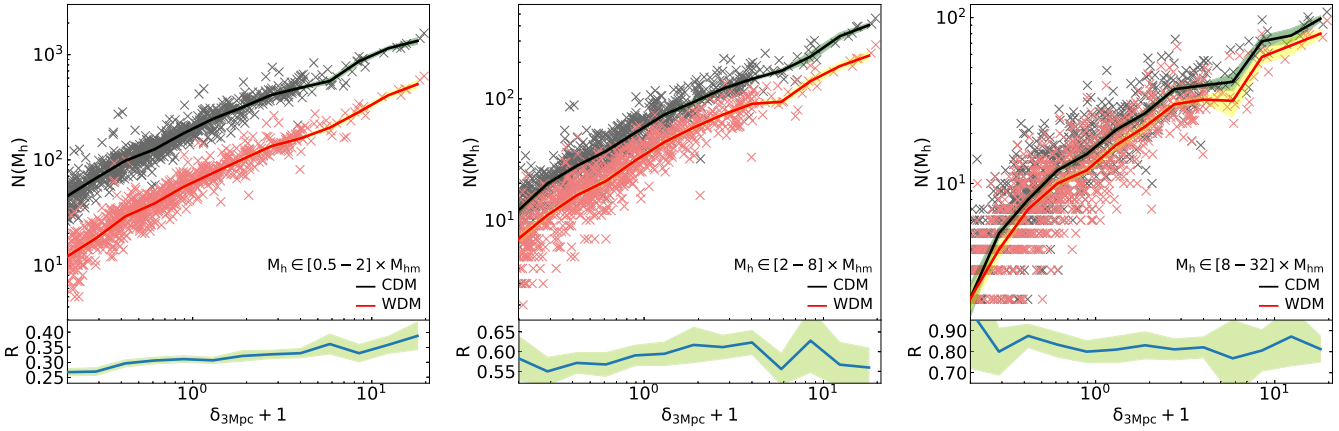 N(M_h)
10³
10²
10¹
M_h ∈ [0.5 − 2] × M_hm
CDM
WDM
R
0.40
0.35
0.30
0.25
10⁰
10¹
δ_3Mpc + 1
N(M_h)
10²
10¹
M_h ∈ [2 − 8] × M_hm
CDM
WDM
R
0.65
0.60
0.55
10⁰
10¹
δ_3Mpc + 1
N(M_h)
10²
10¹
M_h ∈ [8 − 32] × M_hm
CDM
WDM
R
0.90
0.80
0.70
10⁰
10¹
δ_3Mpc + 1